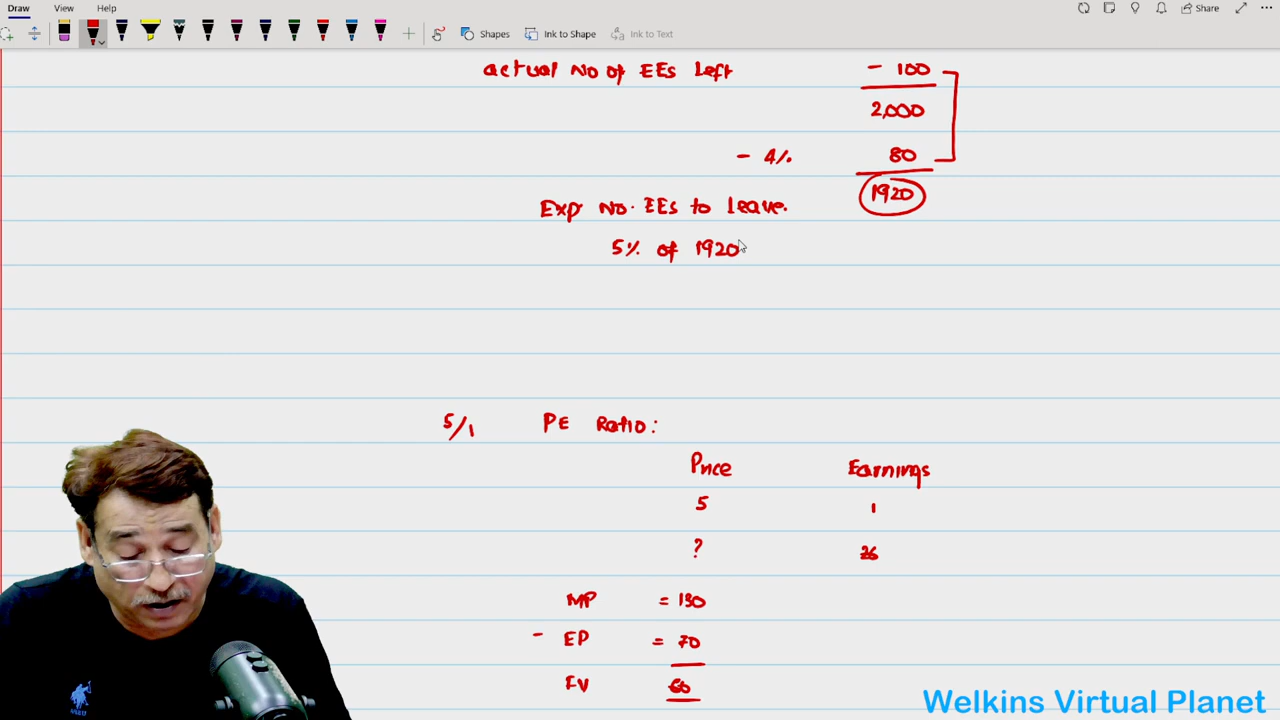 Draw View Help Share
Shapes Ink to Shape Ink to Text
actual No of EEs Left - 100
2,000
- 4% 80
1920
Exp No. EEs to leave.
5% of 1920
5/1 PE Ratio:
Price Earnings
5 1
? 26
MP = 130
- EP = 70
IV 60
Welkins Virtual Planet